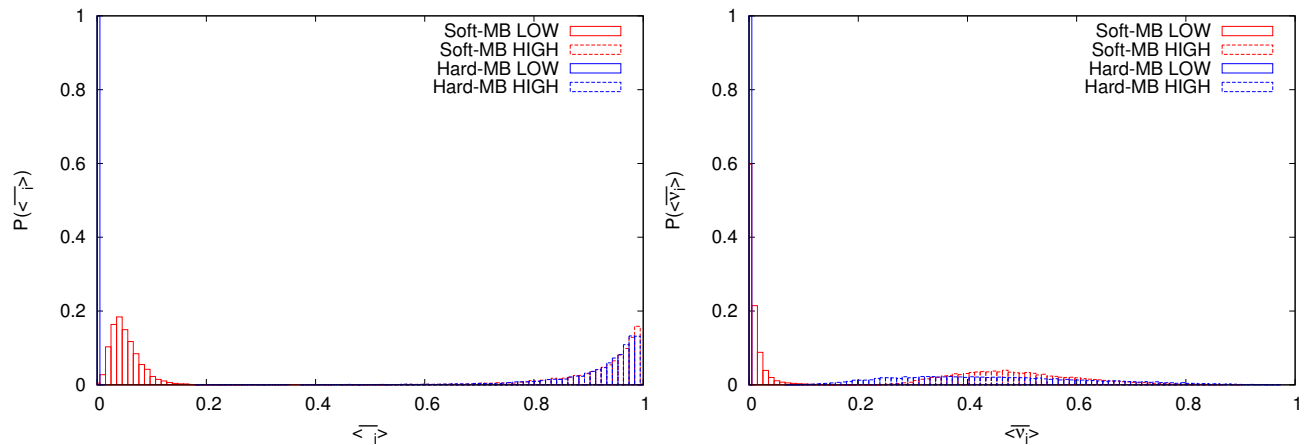 1
0.8
0.6
0.4
0.2
0
0 0.2 0.4 0.6 0.8 1
P(<‾ᵢ>)
<‾ᵢ>
Soft-MB LOW
Soft-MB HIGH
Hard-MB LOW
Hard-MB HIGH
1
0.8
0.6
0.4
0.2
0
0 0.2 0.4 0.6 0.8 1
P(<ν̅ᵢ>)
<ν̅ᵢ>
Soft-MB LOW
Soft-MB HIGH
Hard-MB LOW
Hard-MB HIGH